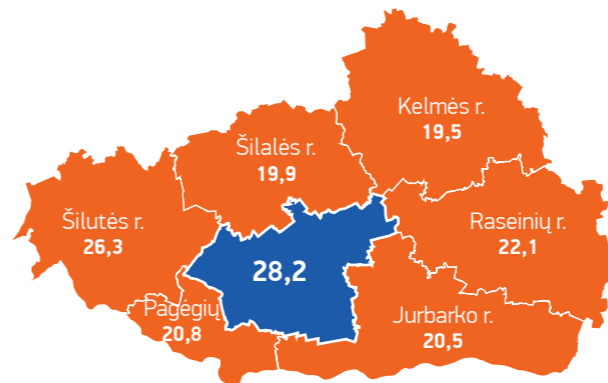 Kelmės r.
19,5
Šilalės r.
19,9
Šilutės r.
26,3
Raseinių r.
22,1
28,2
Pagėgių
20,8
Jurbarko r.
20,5